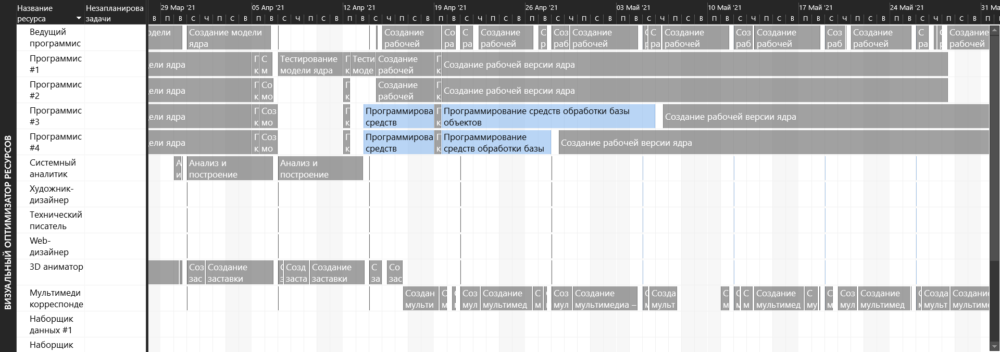 ВИЗУАЛЬНЫЙ ОПТИМИЗАТОР РЕСУРСОВ
Название ресурса
Незапланирова задачи
29 Мар '21 05 Апр '21 12 Апр '21 19 Апр '21 26 Апр '21 03 Май '21 10 Май '21 17 Май '21 24 Май '21 31 Ма
В П В С Ч П С В П В С Ч П С В П В С Ч П С В П В С Ч П С В П В С Ч П С В П В С Ч П С В П В С Ч П С В П В С Ч П С В П В С Ч П С В П
Ведущий программис
одели
Создание модели ядра
Создание рабочей
Со ра
С ра
Создание рабочей
С р
Соз раб
Создание рабочей
С ра
Создание рабочей
Соз раб
Создание рабочей
Соз раб
Создание рабочей
С ра
Создание рабочей
Программис #1
ели ядра
П к
С м
Тестирование модели ядра
П к
Тести моде
Создание рабочей
П к
Создание рабочей версии ядра
Программис #2
ели ядра
П к
Со мо
П к
Создание рабочей
П к
Создание рабочей версии ядра
Программис #3
ели ядра
П к
Соз мо
П к
Программирова средств
П к
Программирование средств обработки базы объектов
Создание рабочей версии ядра
Программис #4
ели ядра
П к
Соз мо
П к
Программирова средств
П к
Программирование средств обработки базы
Создание рабочей версии ядра
Системный аналитик
А и
Анализ и построение
Анализ и построение
Художник-дизайнер
Технический писатель
Web-дизайнер
3D аниматор
Соз зас
Создание заставки
Созд заста
Создание заставки
С за
Со зас
Мультимеди корреспонде
Создан мульти
С м
Соз мул
Создание мультимед
С м
Соз мул
Создание мультимедиа –
Созда мульт
С м
С м
С м
Создание мультимед
С му
С м
Соз мул
Создание мультимед
Созда мульт
Создани мультиме
Наборщик данных #1
Наборщик